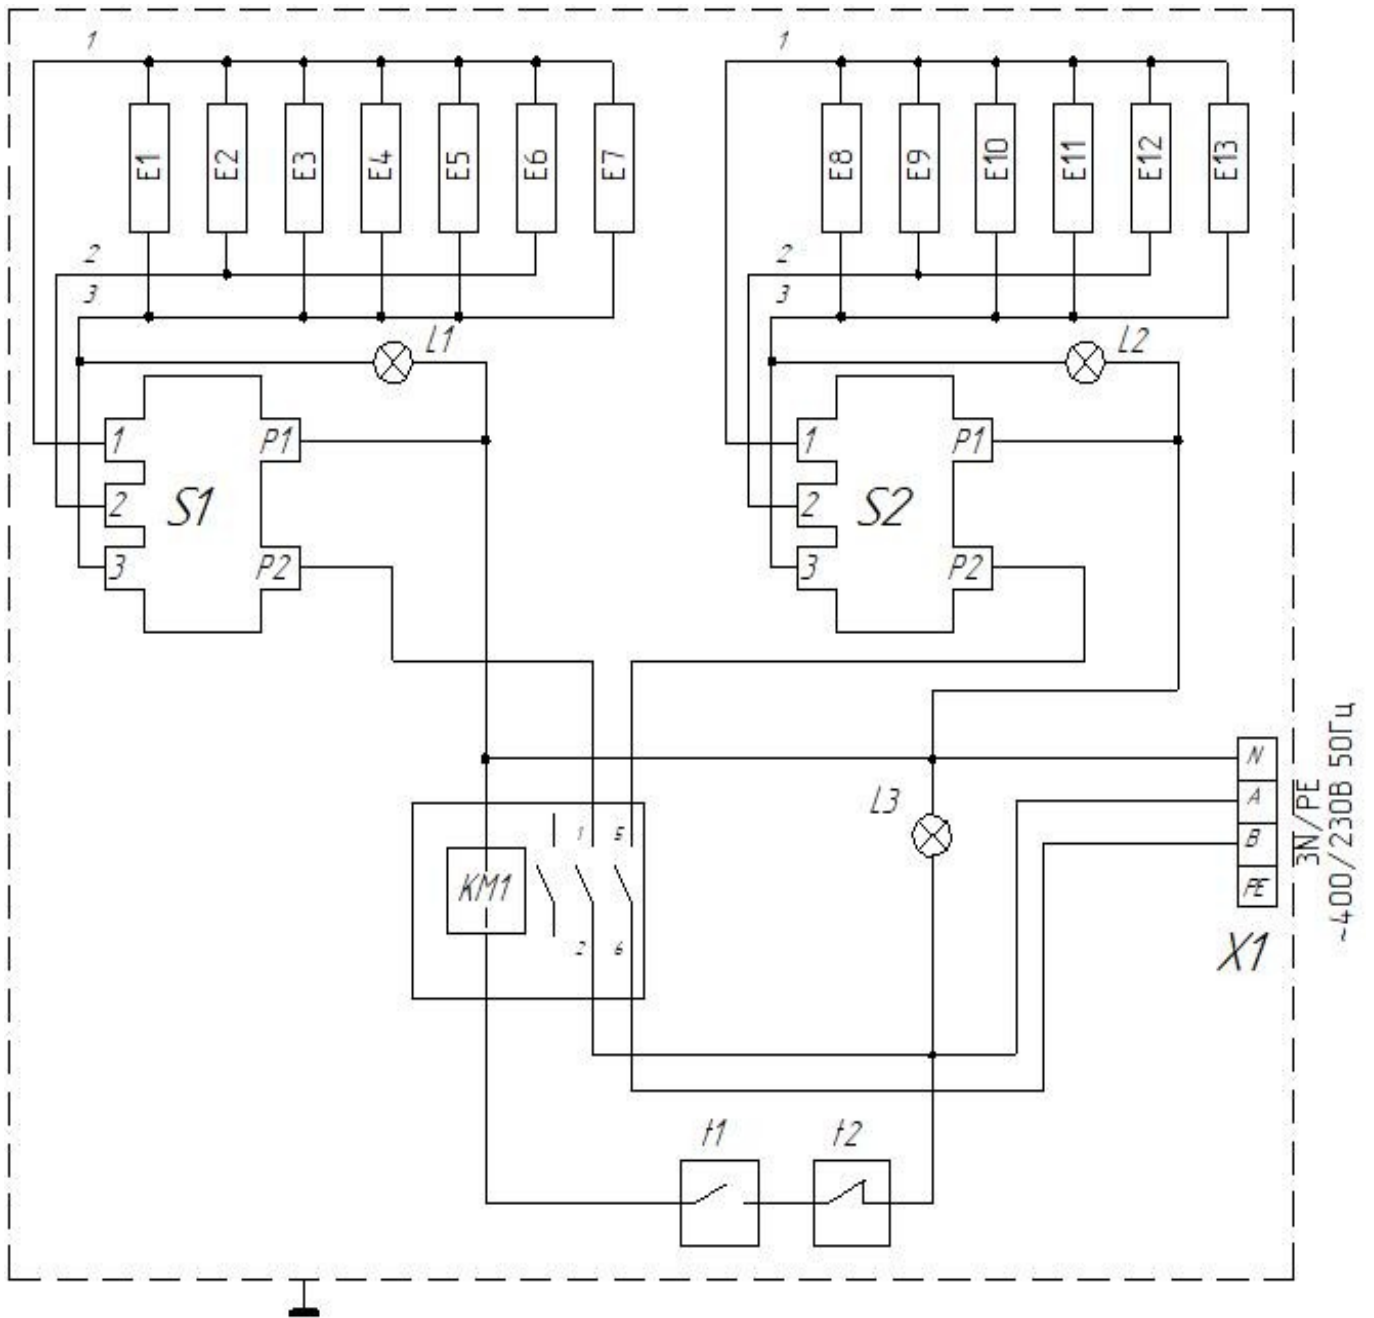 1
1
E1 E2 E3 E4 E5 E6 E7
E8 E9 E10 E11 E12 E13
2
2
3
3
L1
L2
1 P1
1 P1
2 S1
2 S2
3 P2
3 P2
N
A
B
PE
X1
3N/PE
~400/230В 50Гц
L3
1 5
KM1
2 6
t1 t2